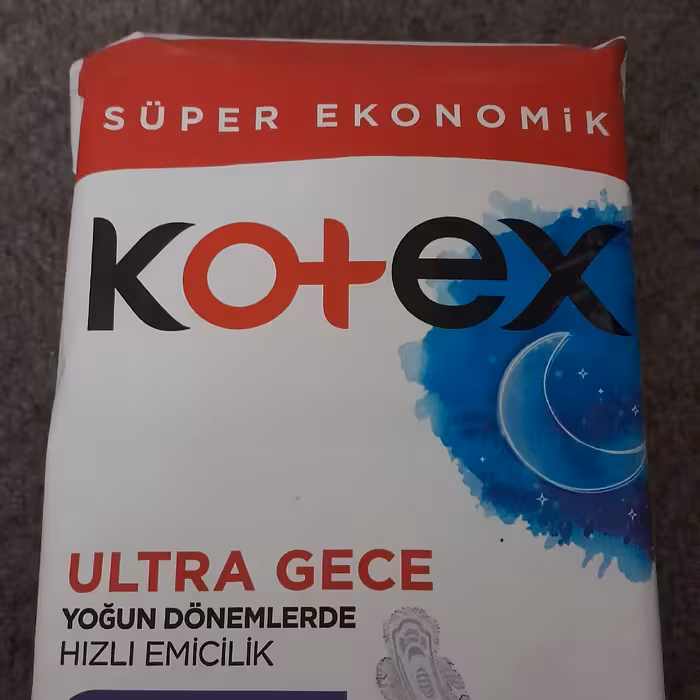 SÜPER EKONOMİK
Kotex
ULTRA GECE
YOĞUN DÖNEMLERDE
HIZLI EMİCİLİK